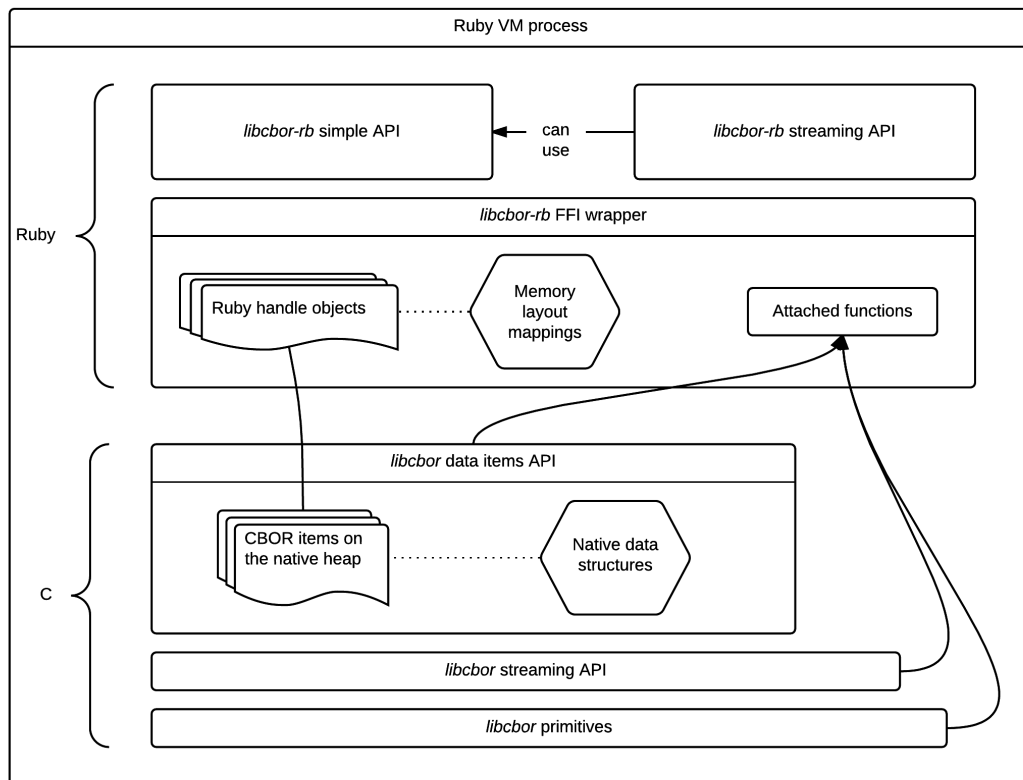 Ruby VM process
libcbor-rb simple API
can
use
libcbor-rb streaming API
Ruby
libcbor-rb FFI wrapper
Ruby handle objects
Memory
layout
mappings
Attached functions
C
libcbor data items API
CBOR items on
the native heap
Native data
structures
libcbor streaming API
libcbor primitives